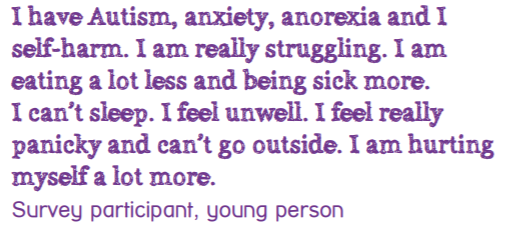 I have Autism, anxiety, anorexia and I
self-harm. I am really struggling. I am
eating a lot less and being sick more.
I can't sleep. I feel unwell. I feel really
panicky and can't go outside. I am hurting
myself a lot more.
Survey participant, young person